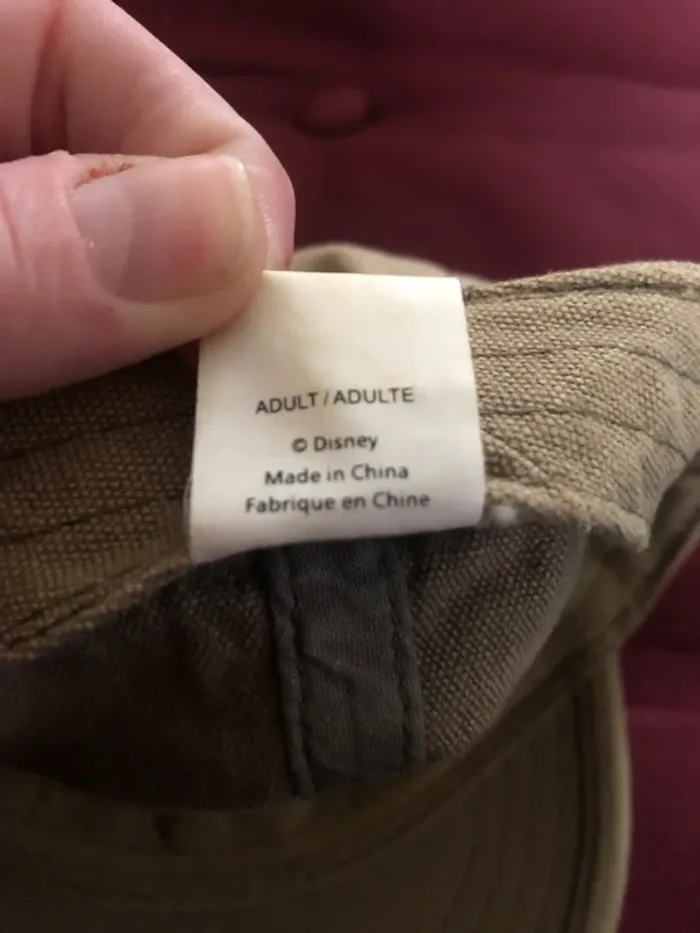 ADULT / ADULTE
© Disney
Made in China
Fabrique en Chine